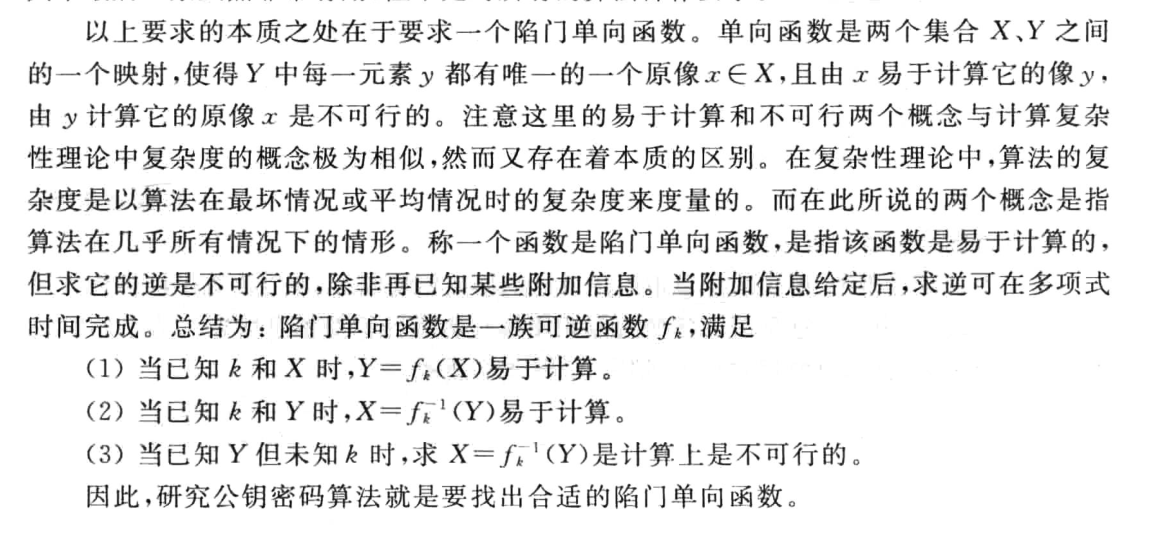 以上要求的本质之处在于要求一个陷门单向函数。单向函数是两个集合 X、Y 之间
的一个映射,使得 Y 中每一元素 y 都有唯一的一个原像 x∈X,且由 x 易于计算它的像 y,
由 y 计算它的原像 x 是不可行的。注意这里的易于计算和不可行两个概念与计算复杂
性理论中复杂度的概念极为相似,然而又存在着本质的区别。在复杂性理论中,算法的复
杂度是以算法在最坏情况或平均情况时的复杂度来度量的。而在此所说的两个概念是指
算法在几乎所有情况下的情形。称一个函数是陷门单向函数,是指该函数是易于计算的,
但求它的逆是不可行的,除非再已知某些附加信息。当附加信息给定后,求逆可在多项式
时间完成。总结为:陷门单向函数是一族可逆函数 fₖ,满足
(1) 当已知 k 和 X 时,Y=fₖ(X)易于计算。
(2) 当已知 k 和 Y 时,X=fₖ⁻¹(Y)易于计算。
(3) 当已知 Y 但未知 k 时,求 X=fₖ⁻¹(Y)是计算上是不可行的。
因此,研究公钥密码算法就是要找出合适的陷门单向函数。